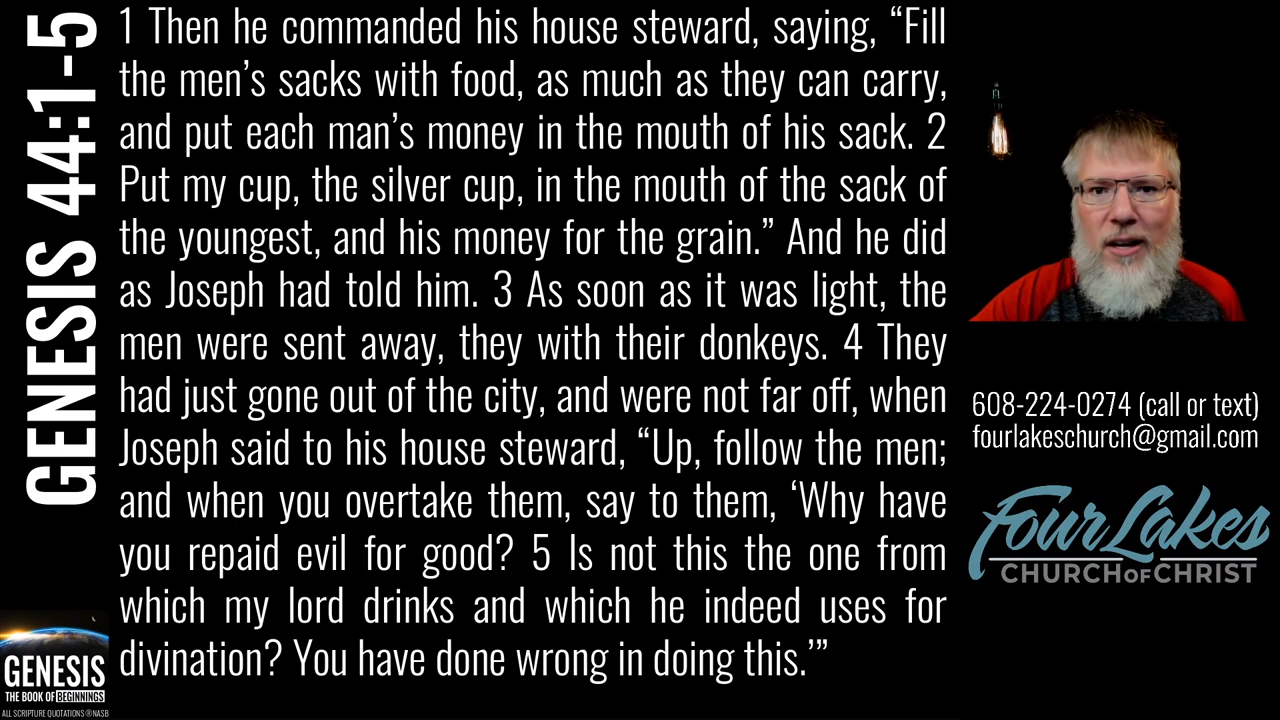 GENESIS 44:1-5
1 Then he commanded his house steward, saying, “Fill
the men’s sacks with food, as much as they can carry,
and put each man’s money in the mouth of his sack. 2
Put my cup, the silver cup, in the mouth of the sack of
the youngest, and his money for the grain.” And he did
as Joseph had told him. 3 As soon as it was light, the
men were sent away, they with their donkeys. 4 They
had just gone out of the city, and were not far off, when
Joseph said to his house steward, “Up, follow the men;
and when you overtake them, say to them, ‘Why have
you repaid evil for good? 5 Is not this the one from
which my lord drinks and which he indeed uses for
divination? You have done wrong in doing this.’”
608-224-0274 (call or text)
fourlakeschurch@gmail.com
Four Lakes
CHURCH OF CHRIST
GENESIS
THE BOOK OF BEGINNINGS
ALL SCRIPTURE QUOTATIONS ® NASB